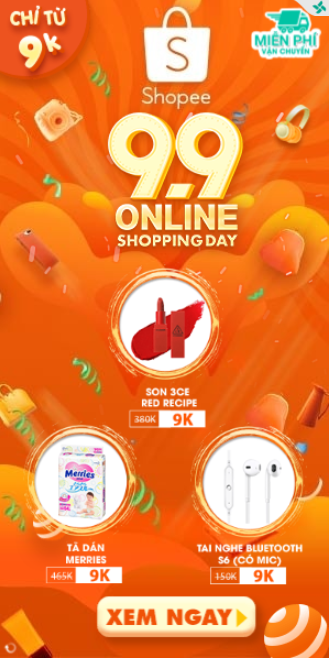 CHỈ TỪ
9K
MIỄN PHÍ
VẬN CHUYỂN
S
Shopee
9.9
ONLINE
SHOPPING DAY
SON 3CE
RED RECIPE
380K 9K
Merries
TÃ DÁN
MERRIES
465K 9K
TAI NGHE BLUETOOTH
S6 (CÓ MIC)
150K 9K
XEM NGAY